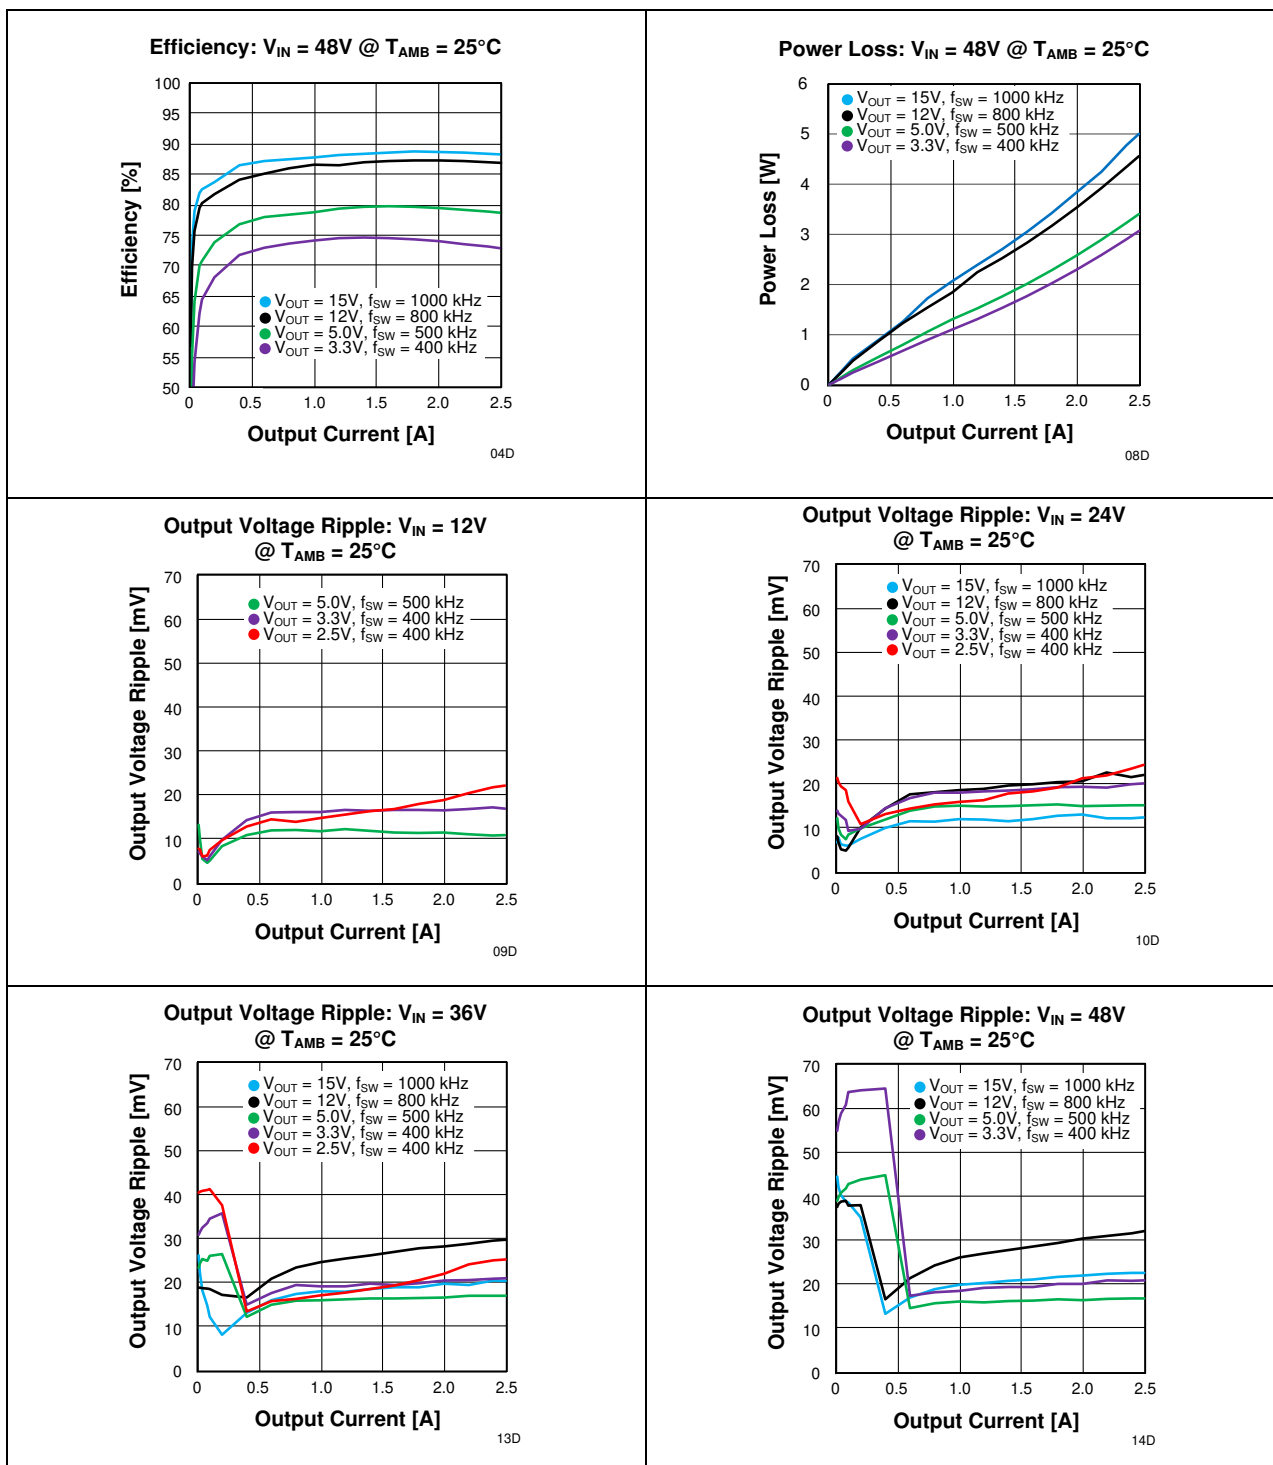 Efficiency: VIN = 48V @ TAMB = 25°C
Efficiency [%]
100
95
90
85
80
75
70
65
60
55
50
VOUT = 15V, fSW = 1000 kHz
VOUT = 12V, fSW = 800 kHz
VOUT = 5.0V, fSW = 500 kHz
VOUT = 3.3V, fSW = 400 kHz
0 0.5 1.0 1.5 2.0 2.5
Output Current [A]
04D
Power Loss: VIN = 48V @ TAMB = 25°C
Power Loss [W]
6
5
4
3
2
1
0
VOUT = 15V, fSW = 1000 kHz
VOUT = 12V, fSW = 800 kHz
VOUT = 5.0V, fSW = 500 kHz
VOUT = 3.3V, fSW = 400 kHz
0 0.5 1.0 1.5 2.0 2.5
Output Current [A]
08D
Output Voltage Ripple: VIN = 12V
@ TAMB = 25°C
Output Voltage Ripple [mV]
70
60
50
40
30
20
10
0
VOUT = 5.0V, fSW = 500 kHz
VOUT = 3.3V, fSW = 400 kHz
VOUT = 2.5V, fSW = 400 kHz
0 0.5 1.0 1.5 2.0 2.5
Output Current [A]
09D
Output Voltage Ripple: VIN = 24V
@ TAMB = 25°C
Output Voltage Ripple [mV]
70
60
50
40
30
20
10
0
VOUT = 15V, fSW = 1000 kHz
VOUT = 12V, fSW = 800 kHz
VOUT = 5.0V, fSW = 500 kHz
VOUT = 3.3V, fSW = 400 kHz
VOUT = 2.5V, fSW = 400 kHz
0 0.5 1.0 1.5 2.0 2.5
Output Current [A]
10D
Output Voltage Ripple: VIN = 36V
@ TAMB = 25°C
Output Voltage Ripple [mV]
70
60
50
40
30
20
10
0
VOUT = 15V, fSW = 1000 kHz
VOUT = 12V, fSW = 800 kHz
VOUT = 5.0V, fSW = 500 kHz
VOUT = 3.3V, fSW = 400 kHz
VOUT = 2.5V, fSW = 400 kHz
0 0.5 1.0 1.5 2.0 2.5
Output Current [A]
13D
Output Voltage Ripple: VIN = 48V
@ TAMB = 25°C
Output Voltage Ripple [mV]
70
60
50
40
30
20
10
0
VOUT = 15V, fSW = 1000 kHz
VOUT = 12V, fSW = 800 kHz
VOUT = 5.0V, fSW = 500 kHz
VOUT = 3.3V, fSW = 400 kHz
0 0.5 1.0 1.5 2.0 2.5
Output Current [A]
14D